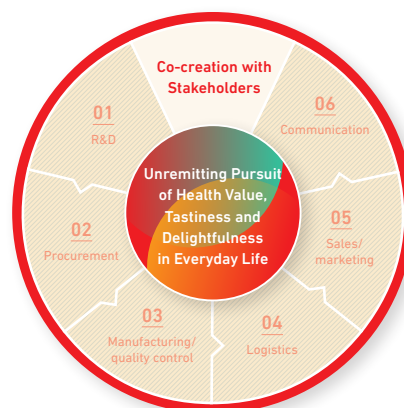 Co-creation with
Stakeholders
01
R&D
02
Procurement
03
Manufacturing/
quality control
04
Logistics
05
Sales/
marketing
06
Communication
Unremitting Pursuit
of Health Value,
Tastiness and
Delightfulness
in Everyday Life